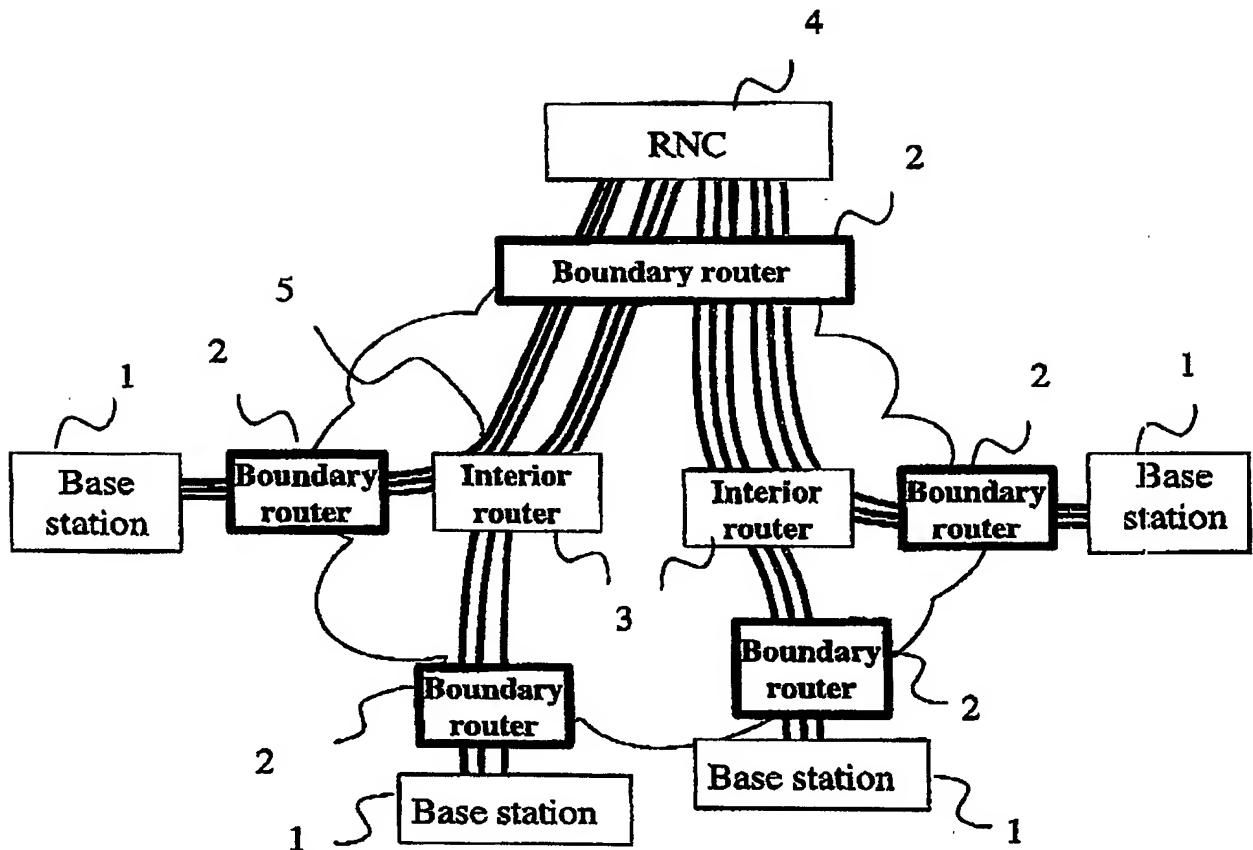 4
RNC
2
Boundary router
5
2
1
2
1
Base
station
Boundary
router
Interior
router
Interior
router
Boundary
router
Base
station
3
Boundary
router
2
Boundary
router
2
Base station
1
Base station
1